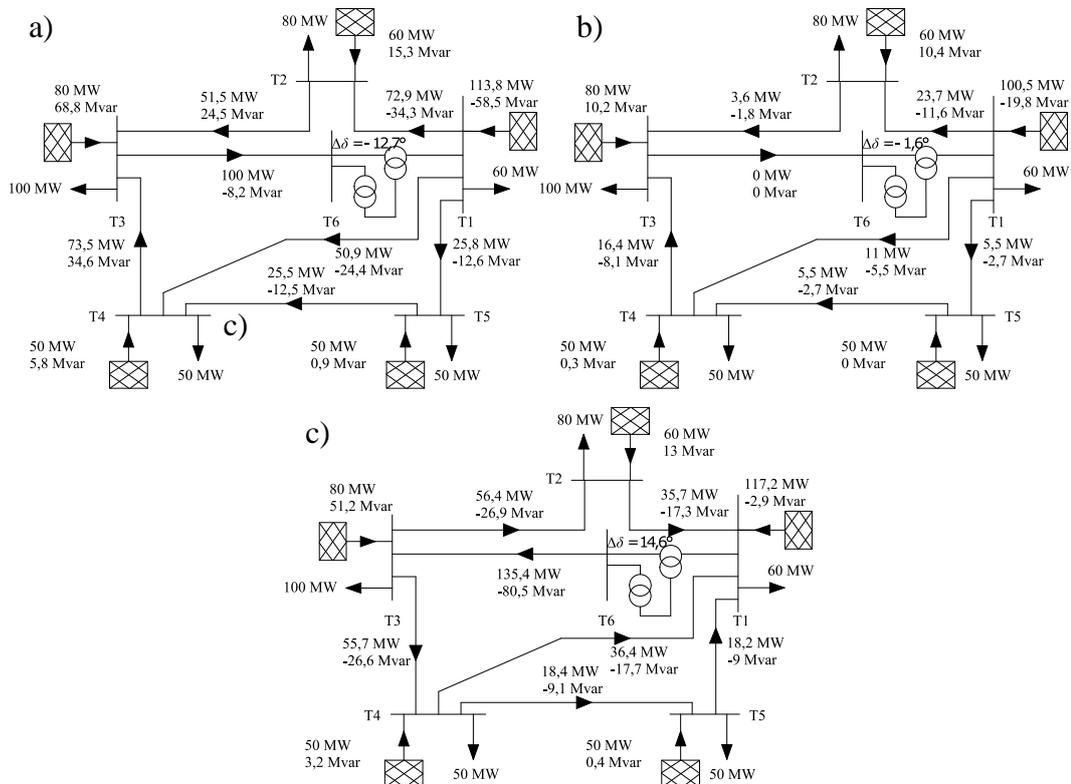 a)
80 MW
60 MW
15,3 Mvar
T2
80 MW
68,8 Mvar
51,5 MW
24,5 Mvar
72,9 MW
-34,3 Mvar
113,8 MW
-58,5 Mvar
Δδ = - 12,7°
100 MW
-8,2 Mvar
100 MW
60 MW
T3
T6
T1
73,5 MW
34,6 Mvar
50,9 MW
-24,4 Mvar
25,8 MW
-12,6 Mvar
25,5 MW
-12,5 Mvar
T4
c)
T5
50 MW
5,8 Mvar
50 MW
50 MW
0,9 Mvar
50 MW
b)
80 MW
60 MW
10,4 Mvar
T2
80 MW
10,2 Mvar
3,6 MW
-1,8 Mvar
23,7 MW
-11,6 Mvar
100,5 MW
-19,8 Mvar
Δδ = - 1,6°
0 MW
0 Mvar
100 MW
60 MW
T3
T6
T1
16,4 MW
-8,1 Mvar
11 MW
-5,5 Mvar
5,5 MW
-2,7 Mvar
5,5 MW
-2,7 Mvar
T4
T5
50 MW
0,3 Mvar
50 MW
50 MW
0 Mvar
50 MW
c)
80 MW
60 MW
13 Mvar
T2
80 MW
51,2 Mvar
56,4 MW
-26,9 Mvar
35,7 MW
-17,3 Mvar
117,2 MW
-2,9 Mvar
Δδ = 14,6°
135,4 MW
-80,5 Mvar
100 MW
60 MW
T3
T6
T1
55,7 MW
-26,6 Mvar
36,4 MW
-17,7 Mvar
18,2 MW
-9 Mvar
18,4 MW
-9,1 Mvar
T4
T5
50 MW
3,2 Mvar
50 MW
50 MW
0,4 Mvar
50 MW